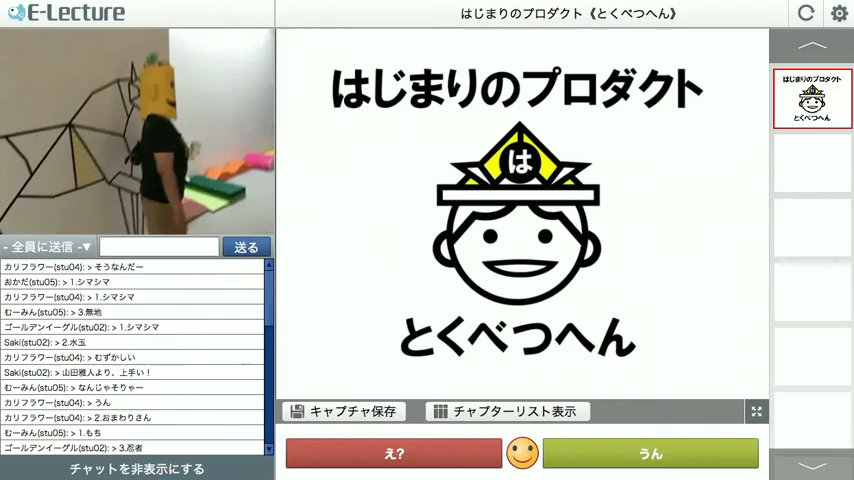 E-Lecture
はじまりのプロダクト《とくべつへん》
はじまりのプロダクト
は
とくべつへん
はじまりのプロダクト
は
とくべつへん
- 全員に送信 -▼
送る
カリフラワー(stu04): > そうなんだー
おかだ(stu05): > 1.シマシマ
カリフラワー(stu04): > 1.シマシマ
むーみん(stu05): > 3.無地
ゴールデンイーグル(stu02): > 1.シマシマ
Saki(stu02): > 2.水玉
カリフラワー(stu04): > むずかしい
Saki(stu02): > 山田雅人より、上手い！
むーみん(stu05): > なんじゃそりゃー
カリフラワー(stu04): > うん
カリフラワー(stu04): > 2.おまわりさん
むーみん(stu05): > 1.もち
ゴールデンイーグル(stu02): > 3.忍者
チャットを非表示にする
キャプチャ保存
チャプターリスト表示
え?
うん